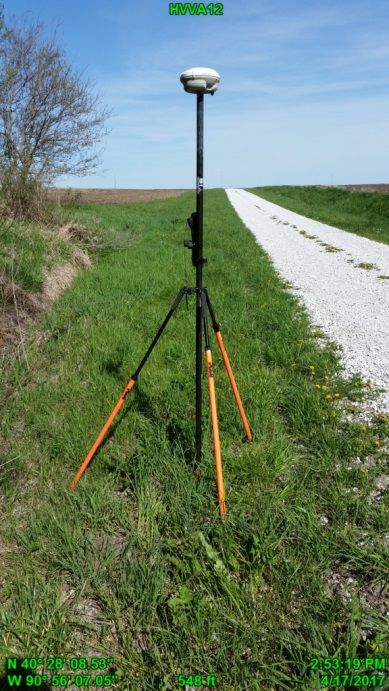 HVVA12
N 40° 28' 08.53"
W 90° 56' 07.05"
548 ft
2:53:19 PM
4/17/2017